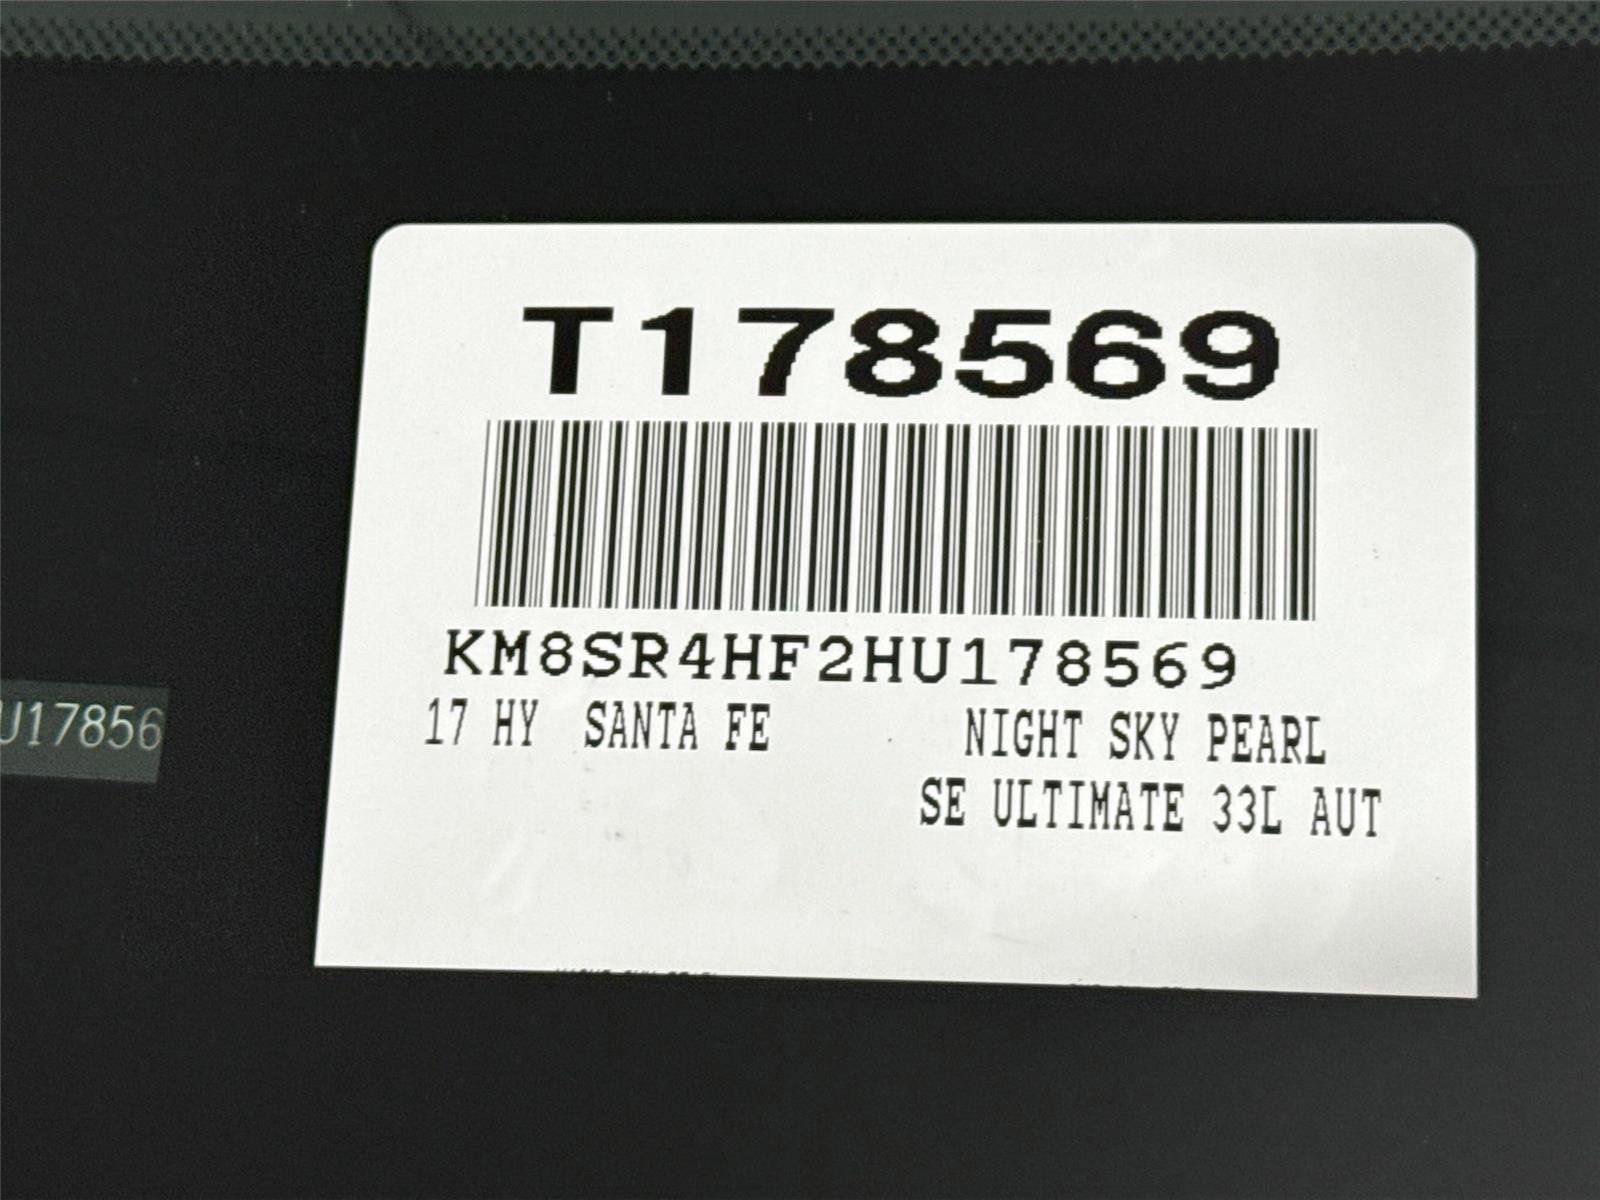 T178569
KM8SR4HF2HU178569
U17856
17 HY SANTA FE NIGHT SKY PEARL
SE ULTIMATE 33L AUT